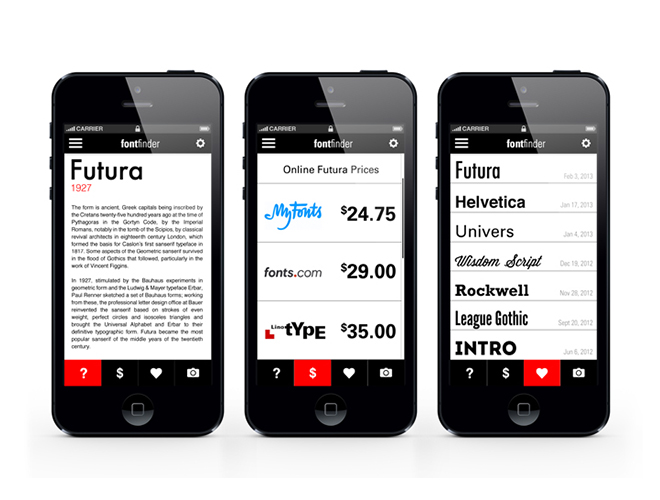 CARRIER
fontfinder
Futura
1927
The form is ancient, Greek capitals being inscribed by
the Cretans twenty-five hundred years ago at the time of
Pythagoras in the Gortyn Code, by the Imperial
Romans, notably in the tomb of the Scipios, by classical
revival architects in eighteenth century London, which
formed the basis for Caslon's first sanserif typeface in
1817. Some aspects of the Geometric sanserif survived
in the flood of Gothics that followed, particularly in the
work of Vincent Figgins.
In 1927, stimulated by the Bauhaus experiments in
geometric form and the Ludwig & Mayer typeface Erbar,
Paul Renner sketched a set of Bauhaus forms; working
from these, the professional letter design office at Bauer
reinvented the sanserif based on strokes of even
weight, perfect circles and isosceles triangles and
brought the Universal Alphabet and Erbar to their
definitive typographic form. Futura became the most
popular sanserif of the middle years of the twentieth
century.
? $
CARRIER
fontfinder
Online Futura Prices
MyFonts $24.75
fonts.com $29.00
Linotype $35.00
? $
CARRIER
fontfinder
Futura Feb 3, 2013
Helvetica Jan 17, 2013
Univers Jan 4, 2013
Wisdom Script Dec 19, 2012
Rockwell Nov 28, 2012
League Gothic Sept 20, 2012
INTRO Jun 6, 2012
? $